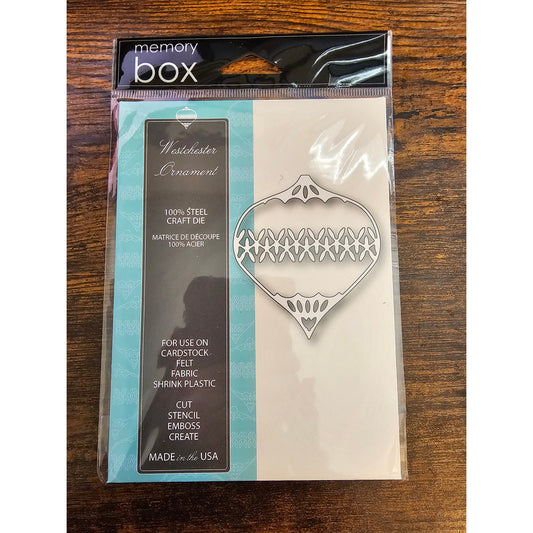 memory
box
Westchester
Ornament
100% STEEL
CRAFT DIE
MATRICE DE DÉCOUPE
100% ACIER
FOR USE ON
CARDSTOCK
FELT
FABRIC
SHRINK PLASTIC
CUT
STENCIL
EMBOSS
CREATE
MADE in the USA